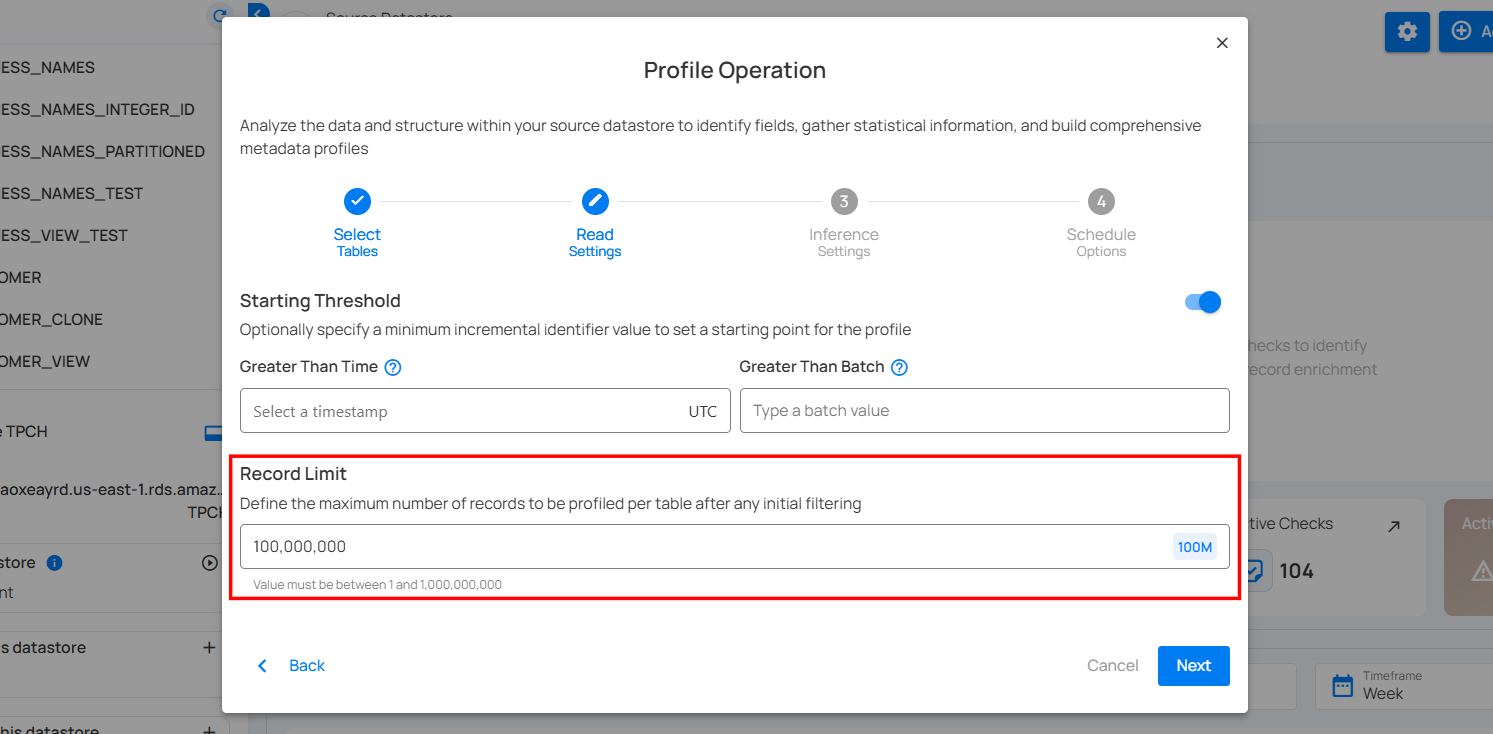 Source Datastore
ESS_NAMES
ESS_NAMES_INTEGER_ID
ESS_NAMES_PARTITIONED
ESS_NAMES_TEST
ESS_VIEW_TEST
OMER
OMER_CLONE
OMER_VIEW
e TPCH
aoxeayrd.us-east-1.rds.amaz...
TPCH
store
nt
s datastore
his datastore
Profile Operation
Analyze the data and structure within your source datastore to identify fields, gather statistical information, and build comprehensive
metadata profiles
Select
Tables
Read
Settings
3
Inference
Settings
4
Schedule
Options
Starting Threshold
Optionally specify a minimum incremental identifier value to set a starting point for the profile
Greater Than Time
Greater Than Batch
Select a timestamp
UTC
Type a batch value
Record Limit
Define the maximum number of records to be profiled per table after any initial filtering
100,000,000
100M
Value must be between 1 and 1,000,000,000
Back
Cancel
Next
hecks to identify
ecord enrichment
tive Checks
104
Acti
Timeframe
Week